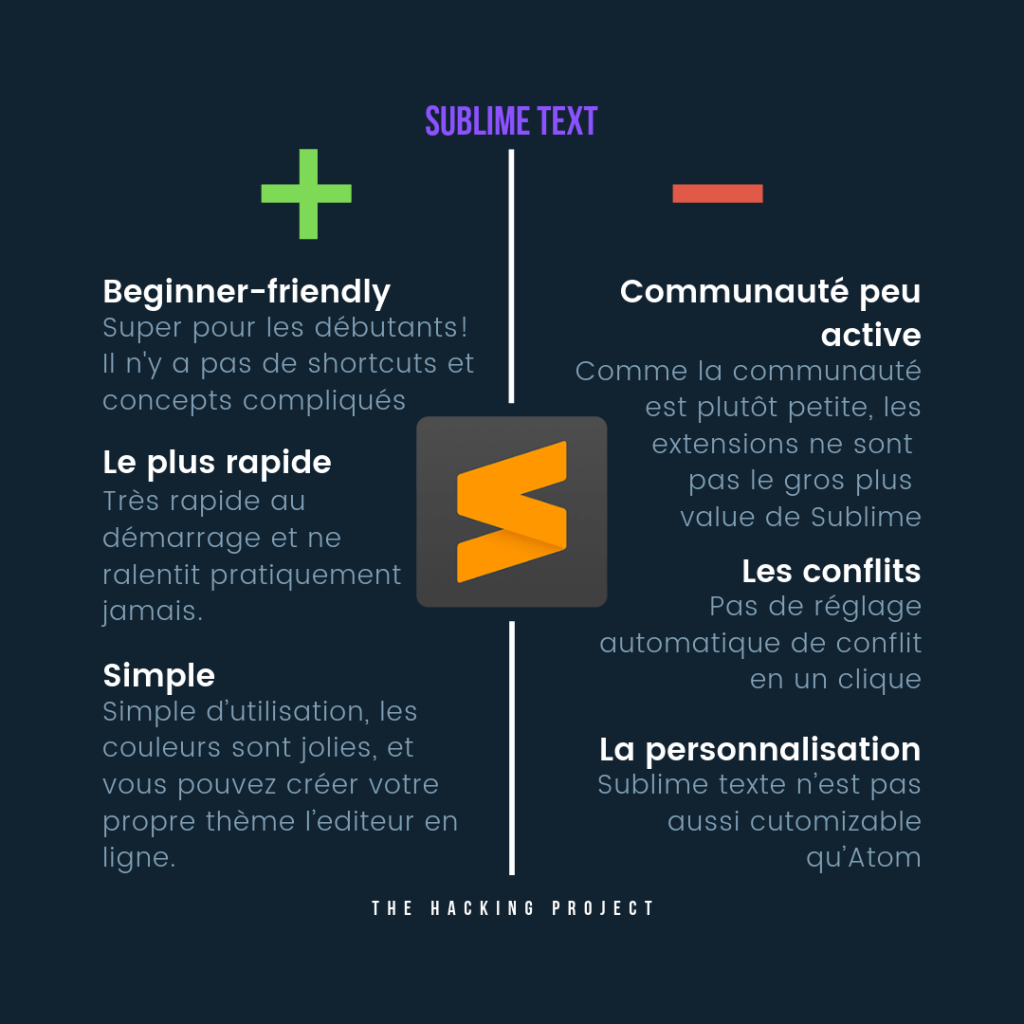 SUBLIME TEXT
Beginner-friendly
Super pour les débutants!
Il n'y a pas de shortcuts et
concepts compliqués
Le plus rapide
Très rapide au
démarrage et ne
ralentit pratiquement
jamais.
Simple
Simple d’utilisation, les
couleurs sont jolies, et
vous pouvez créer votre
propre thème l’editeur en
ligne.
Communauté peu
active
Comme la communauté
est plutôt petite, les
extensions ne sont
pas le gros plus
value de Sublime
Les conflits
Pas de réglage
automatique de conflit
en un clique
La personnalisation
Sublime texte n’est pas
aussi cutomizable
qu’Atom
THE HACKING PROJECT